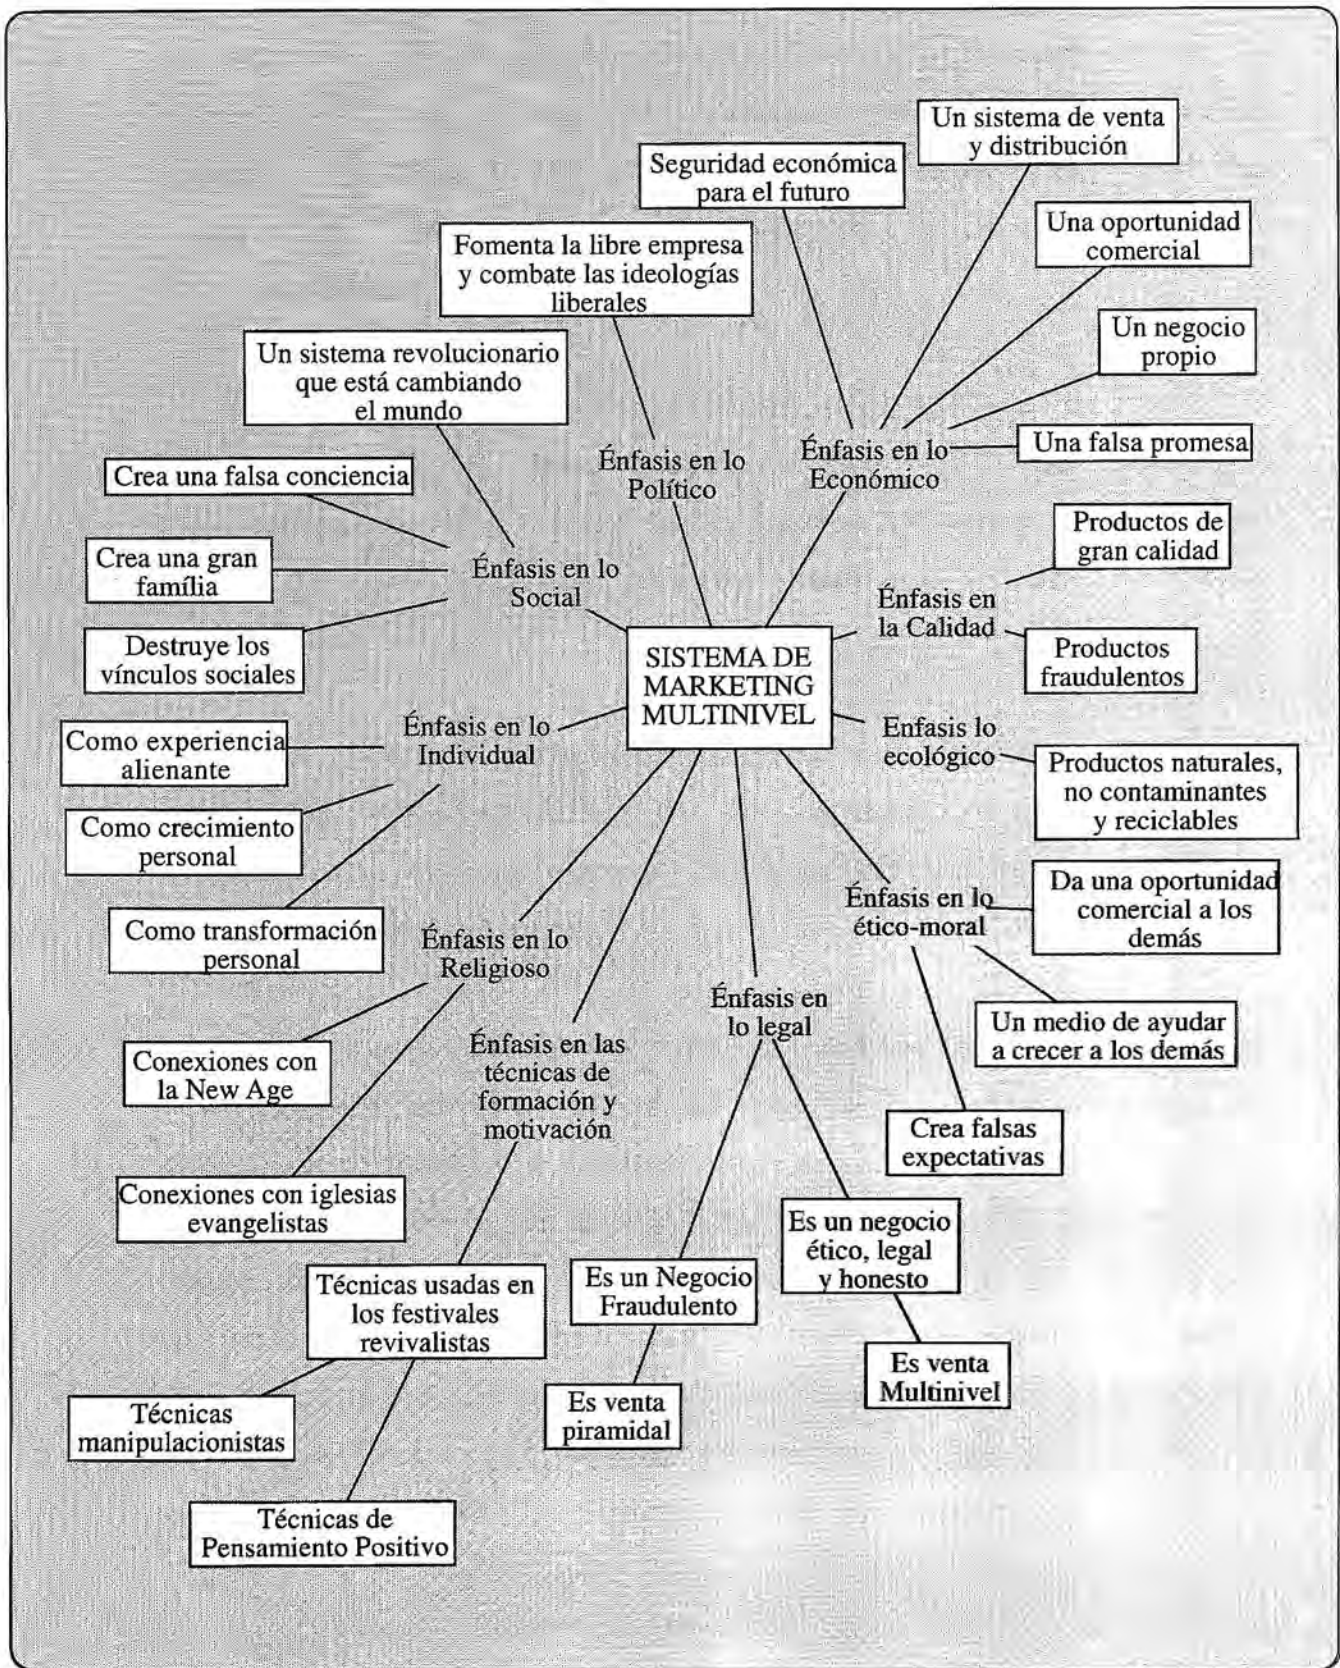 Un sistema de venta
y distribución
Seguridad económica
para el futuro
Una oportunidad
comercial
Fomenta la libre empresa
y combate las ideologías
liberales
Un negocio
propio
Un sistema revolucionario
que está cambiando
el mundo
Énfasis en lo
Económico
Una falsa promesa
Énfasis en lo
Político
Crea una falsa conciencia
Productos de
gran calidad
Crea una gran
família
Énfasis en lo
Social
Énfasis en
la Calidad
Destruye los
vínculos sociales
SISTEMA DE
MARKETING
MULTINIVEL
Productos
fraudulentos
Énfasis en lo
Individual
Enfasis lo
ecológico
Como experiencia
alienante
Productos naturales,
no contaminantes
y reciclables
Como crecimiento
personal
Énfasis en lo
ético-moral
Da una oportunidad
comercial a los
demás
Como transformación
personal
Énfasis en lo
Religioso
Énfasis en
lo legal
Un medio de ayudar
a crecer a los demás
Conexiones con
la New Age
Énfasis en las
técnicas de
formación y
motivación
Crea falsas
expectativas
Conexiones con iglesias
evangelistas
Es un negocio
ético, legal
y honesto
Técnicas usadas en
los festivales
revivalistas
Es un Negocio
Fraudulento
Es venta
Multinivel
Técnicas
manipulacionistas
Es venta
piramidal
Técnicas de
Pensamiento Positivo